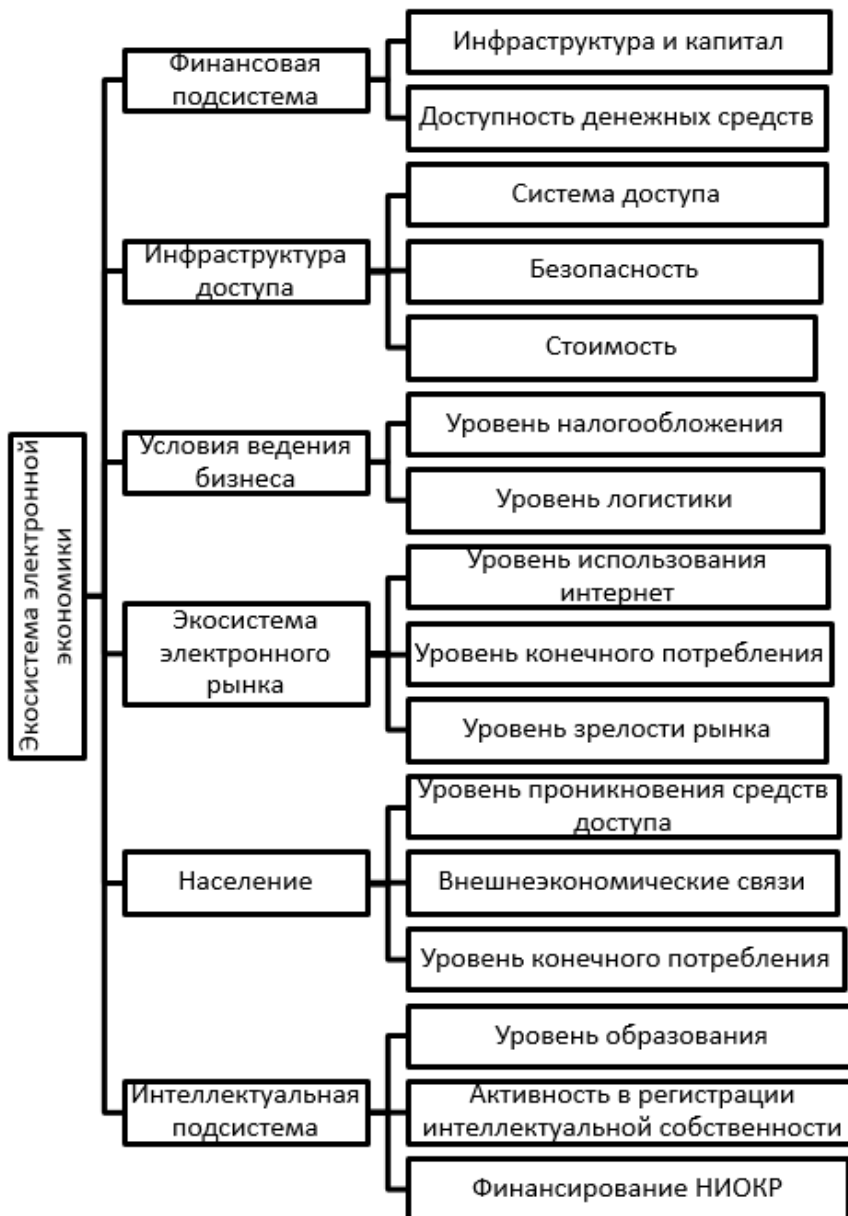 Экосистема электронной
экономики
Финансовая
подсистема
Инфраструктура и капитал
Доступность денежных средств
Инфраструктура
доступа
Система доступа
Безопасность
Стоимость
Условия ведения
бизнеса
Уровень налогообложения
Уровень логистики
Экосистема
электронного
рынка
Уровень использования
интернет
Уровень конечного потребления
Уровень зрелости рынка
Население
Уровень проникновения средств
доступа
Внешнеэкономические связи
Уровень конечного потребления
Интеллектуальная
подсистема
Уровень образования
Активность в регистрации
интеллектуальной собственности
Финансирование НИОКР